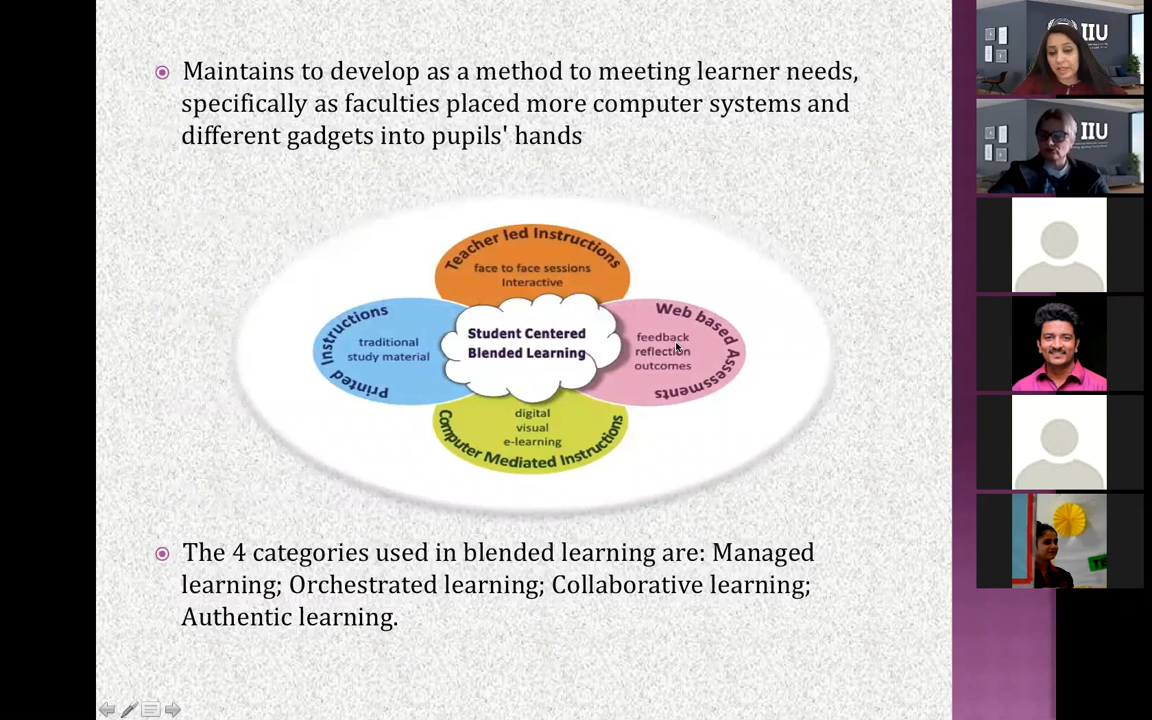 Maintains to develop as a method to meeting learner needs,
specifically as faculties placed more computer systems and
different gadgets into pupils' hands
Teacher led Instructions
face to face sessions
Interactive
Printed Instructions
traditional
study material
Student Centered
Blended Learning
Web based Assessments
feedback
reflection
outcomes
digital
visual
e-learning
Computer Mediated Instructions
The 4 categories used in blended learning are: Managed
learning; Orchestrated learning; Collaborative learning;
Authentic learning.
IIU
IIU